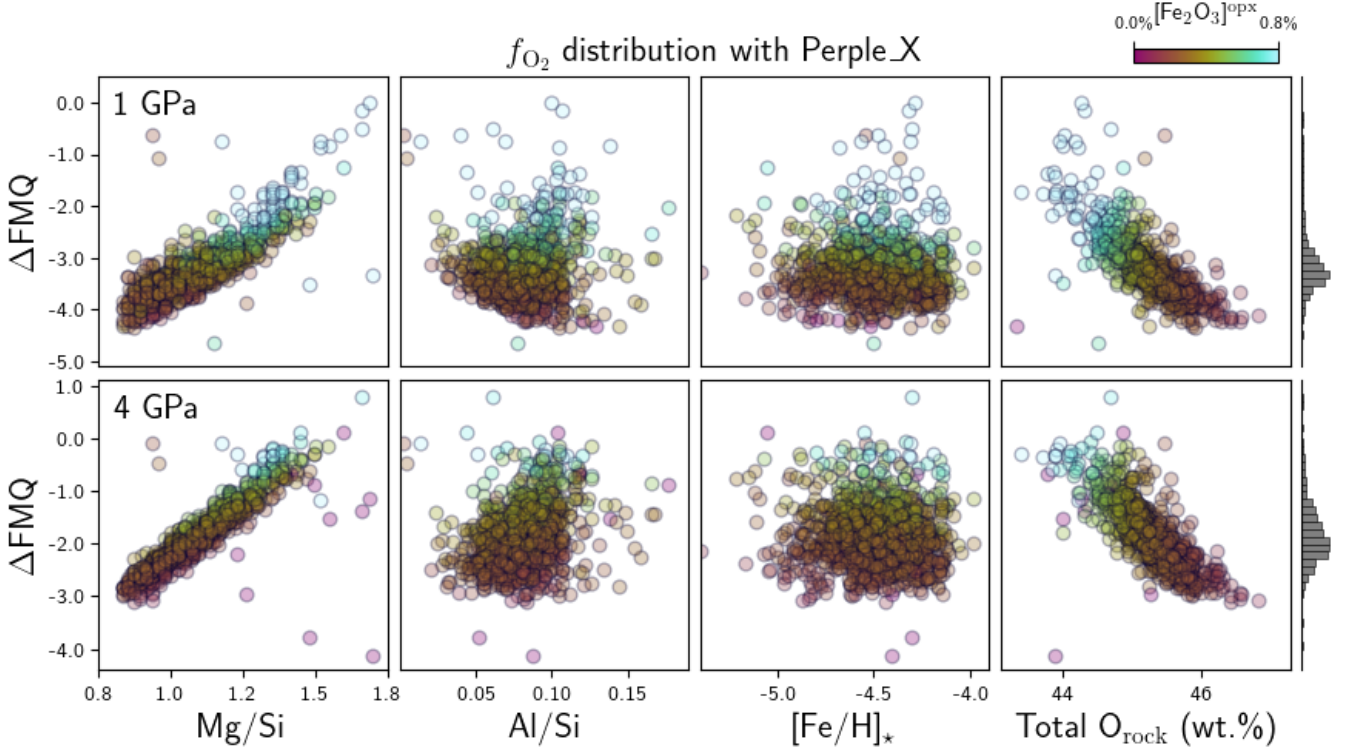 0.0% [Fe₂O₃]ᵒᵖˣ 0.8%
f_O₂ distribution with Perple_X
1 GPa
ΔFMQ
0.0
-1.0
-2.0
-3.0
-4.0
-5.0
4 GPa
ΔFMQ
1.0
0.0
-1.0
-2.0
-3.0
-4.0
0.8 1.0 1.2 1.5 1.8
0.05 0.10 0.15
-5.0 -4.5 -4.0
44 46
Mg/Si
Al/Si
[Fe/H]⋆
Total O_rock (wt.%)